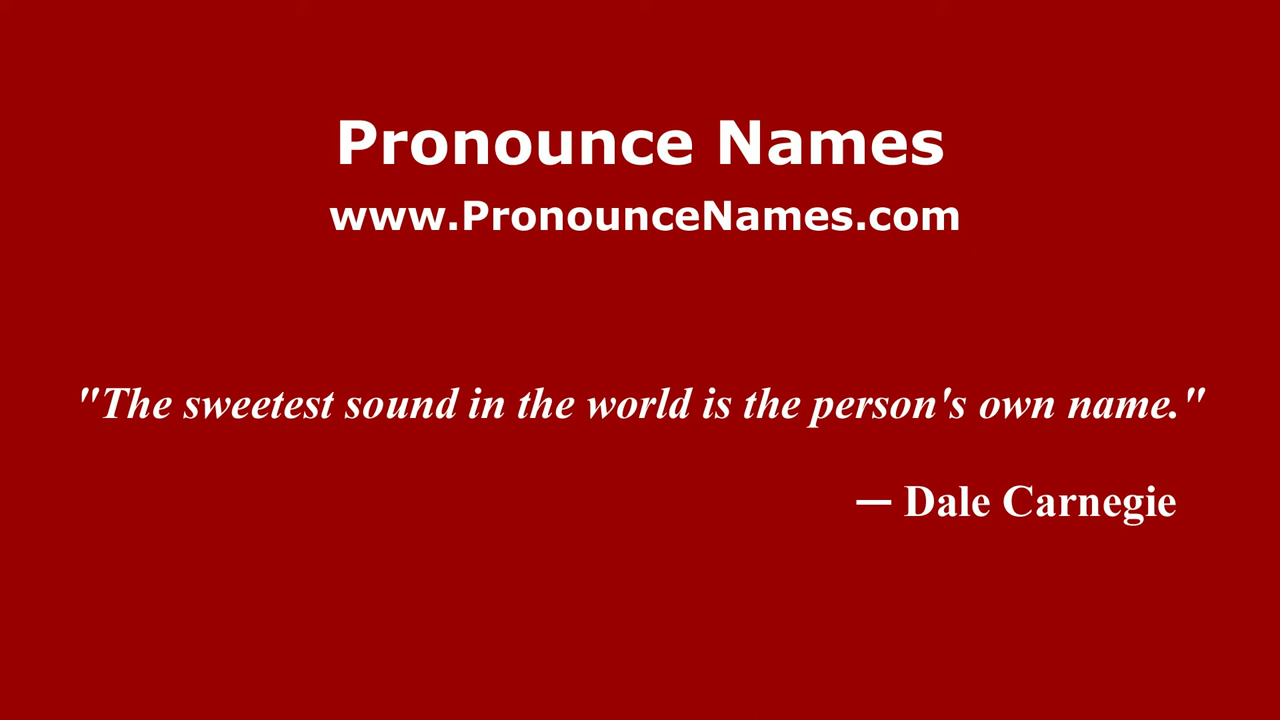 Pronounce Names
www.PronounceNames.com
"The sweetest sound in the world is the person's own name."
— Dale Carnegie